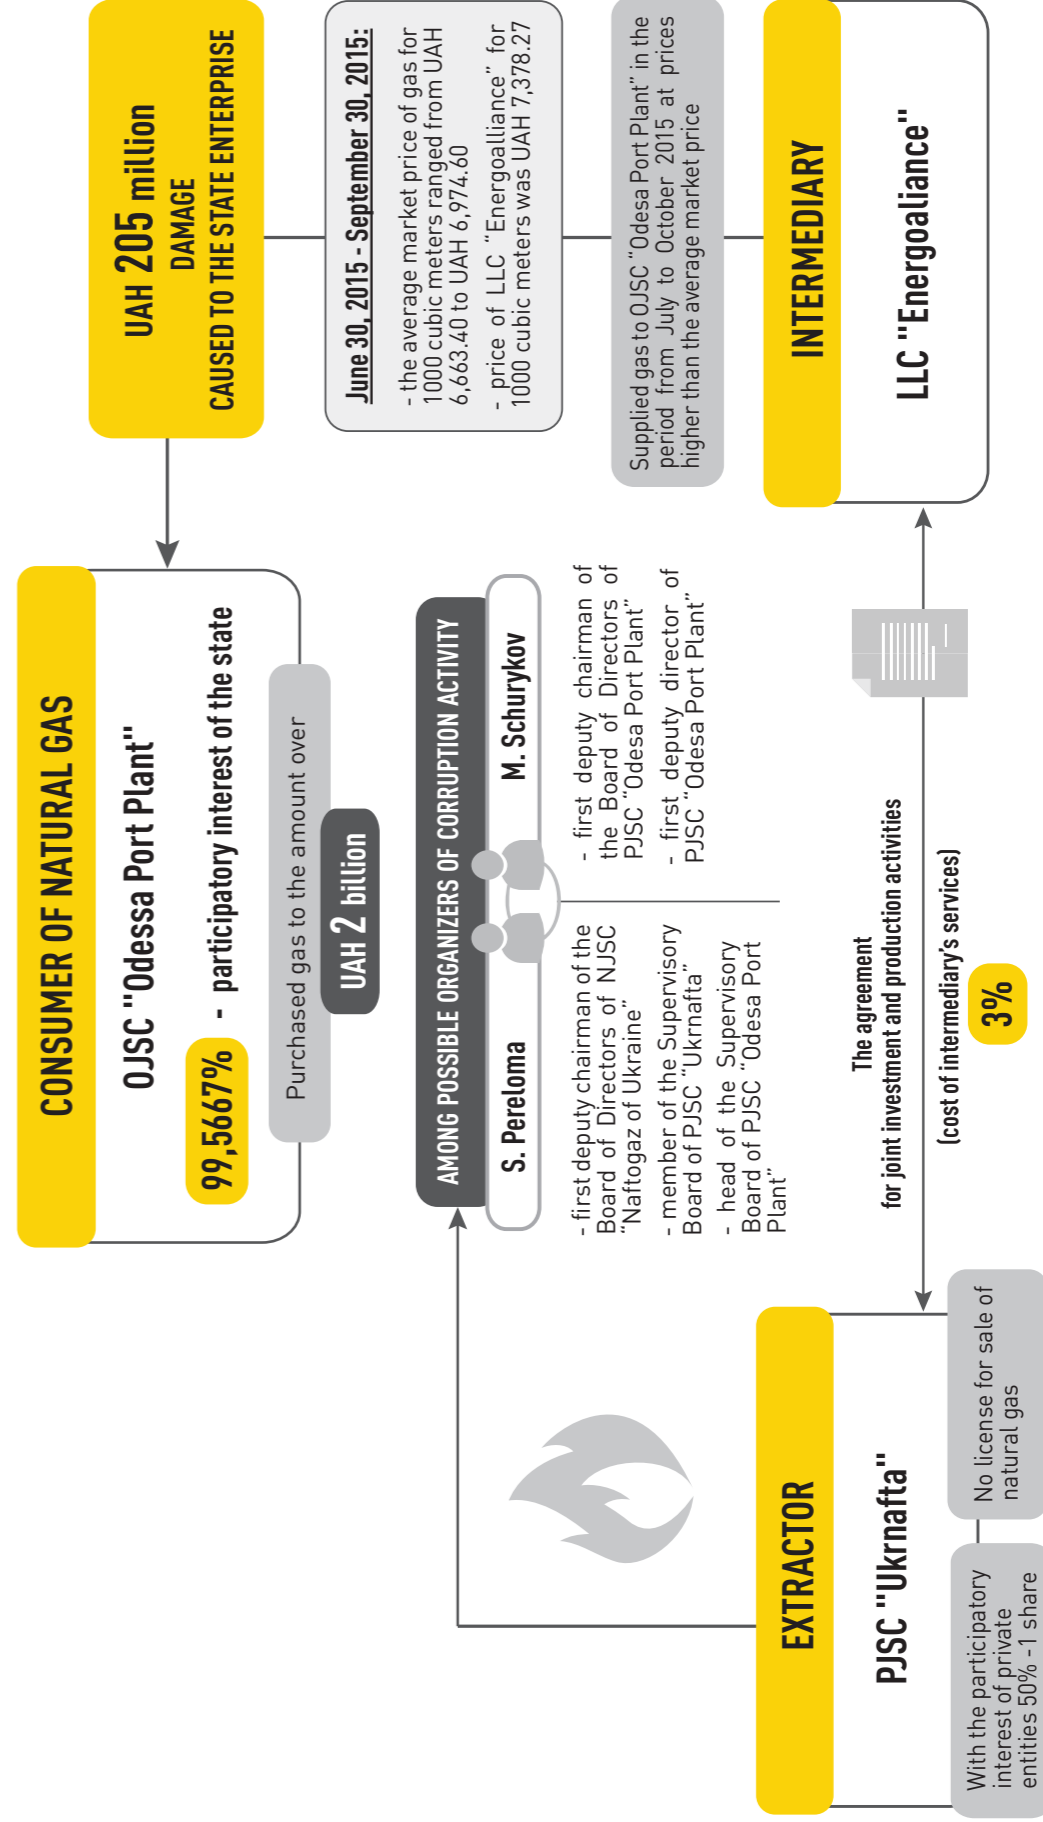 CONSUMER OF NATURAL GAS
OJSC "Odessa Port Plant"
99,5667% - participatory interest of the state
Purchased gas to the amount over
UAH 2 billion
UAH 205 million
DAMAGE
CAUSED TO THE STATE ENTERPRISE
June 30, 2015 - September 30, 2015:
- the average market price of gas for
1000 cubic meters ranged from UAH
6,663.40 to UAH 6,974.60
- price of LLC “Energoalliance” for
1000 cubic meters was UAH 7,378.27
Supplied gas to OJSC “Odesa Port Plant” in the
period from July to October 2015 at prices
higher than the average market price
AMONG POSSIBLE ORGANIZERS OF CORRUPTION ACTIVITY
S. Pereloma
M. Schurykov
- first deputy chairman of the
Board of Directors of NJSC
“Naftogaz of Ukraine”
- member of the Supervisory
Board of PJSC “Ukrnafta”
- head of the Supervisory
Board of PJSC “Odesa Port
Plant”
- first deputy chairman of
the Board of Directors of
PJSC “Odesa Port Plant”
- first deputy director of
PJSC “Odesa Port Plant”
EXTRACTOR
PJSC "Ukrnafta"
With the participatory
interest of private
entities 50% -1 share
No license for sale of
natural gas
The agreement
for joint investment and production activities
(cost of intermediary’s services)
3%
INTERMEDIARY
LLC "Energoaliance"